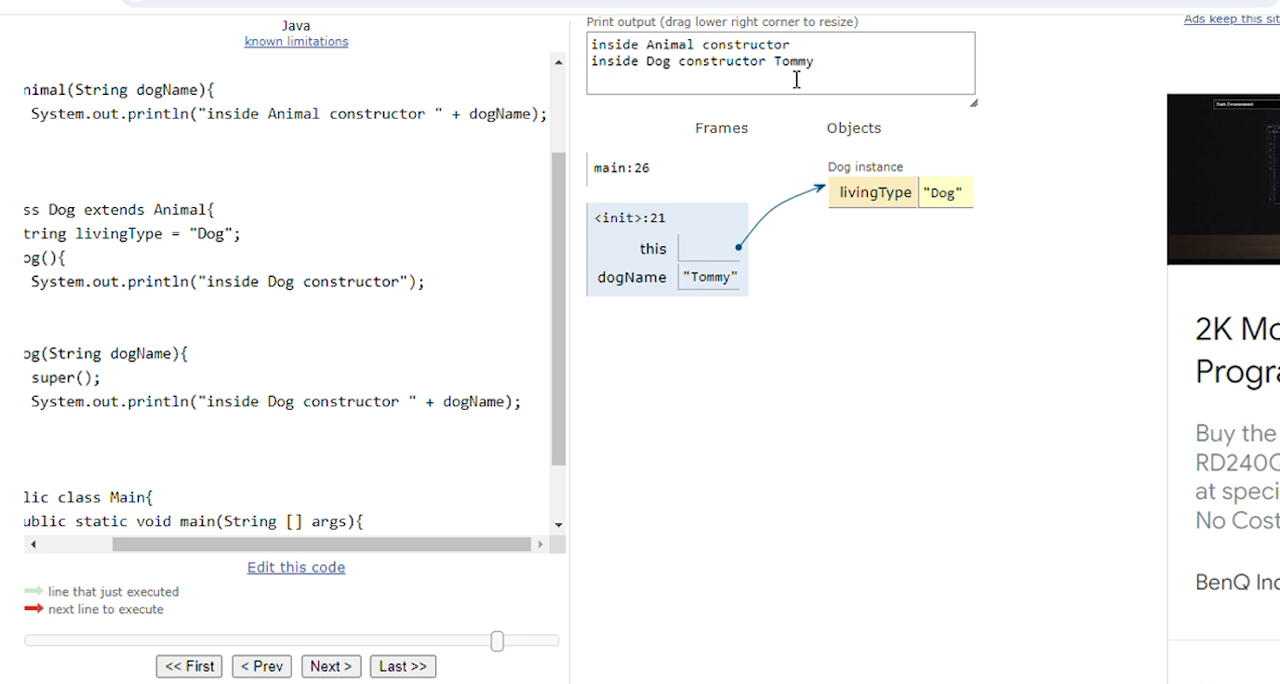 Java
known limitations
nimal(String dogName){
System.out.println("inside Animal constructor " + dogName);
ss Dog extends Animal{
tring livingType = "Dog";
og(){
System.out.println("inside Dog constructor");
og(String dogName){
super();
System.out.println("inside Dog constructor " + dogName);
lic class Main{
ublic static void main(String [] args){
Edit this code
line that just executed
next line to execute
<< First
< Prev
Next >
Last >>
Print output (drag lower right corner to resize)
inside Animal constructor
inside Dog constructor Tommy
Frames
Objects
main:26
Dog instance
livingType "Dog"
<init>:21
this
dogName "Tommy"
Ads keep this sit
2K Mo
Progra
Buy the
RD240Q
at speci
No Cost
BenQ Ind